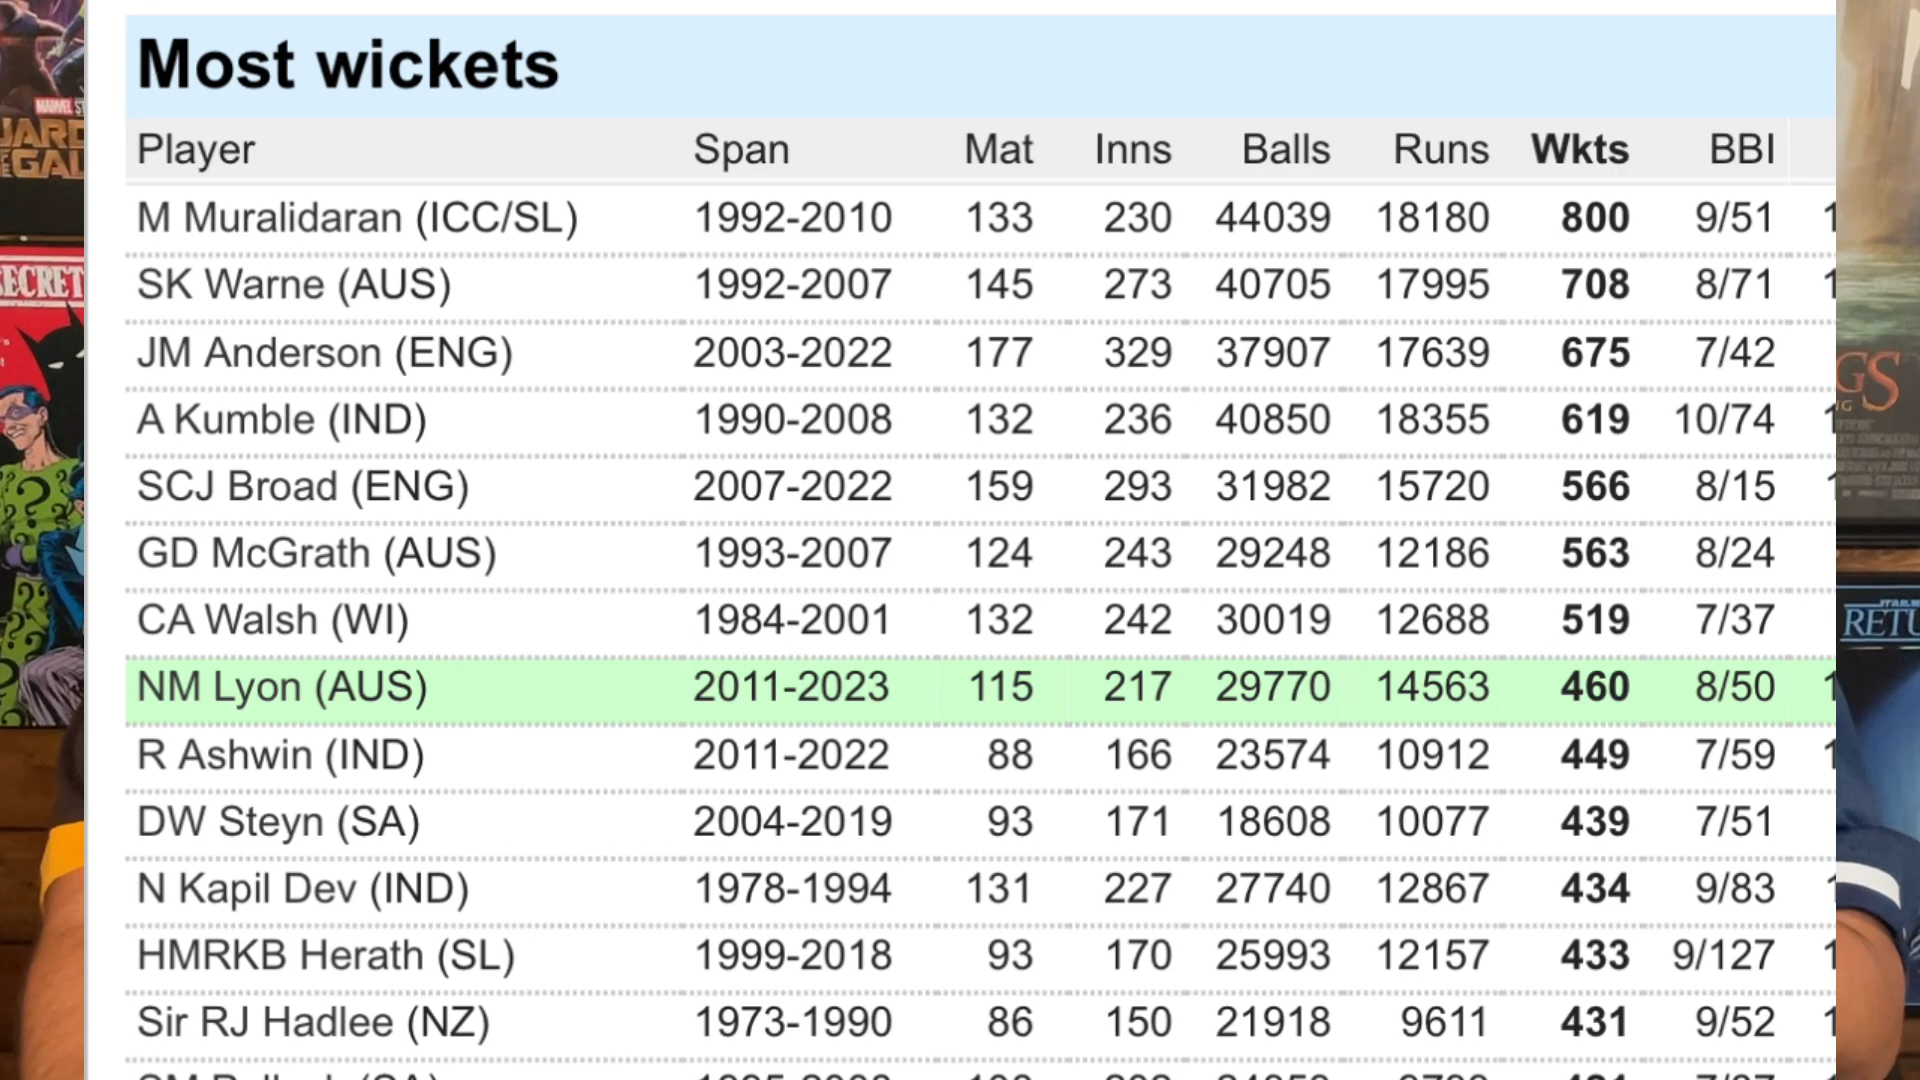 Most wickets
Player Span Mat Inns Balls Runs Wkts BBI
M Muralidaran (ICC/SL) 1992-2010 133 230 44039 18180 800 9/51
SK Warne (AUS) 1992-2007 145 273 40705 17995 708 8/71
JM Anderson (ENG) 2003-2022 177 329 37907 17639 675 7/42
A Kumble (IND) 1990-2008 132 236 40850 18355 619 10/74
SCJ Broad (ENG) 2007-2022 159 293 31982 15720 566 8/15
GD McGrath (AUS) 1993-2007 124 243 29248 12186 563 8/24
CA Walsh (WI) 1984-2001 132 242 30019 12688 519 7/37
NM Lyon (AUS) 2011-2023 115 217 29770 14563 460 8/50
R Ashwin (IND) 2011-2022 88 166 23574 10912 449 7/59
DW Steyn (SA) 2004-2019 93 171 18608 10077 439 7/51
N Kapil Dev (IND) 1978-1994 131 227 27740 12867 434 9/83
HMRKB Herath (SL) 1999-2018 93 170 25993 12157 433 9/127
Sir RJ Hadlee (NZ) 1973-1990 86 150 21918 9611 431 9/52
MARVEL
SECRET